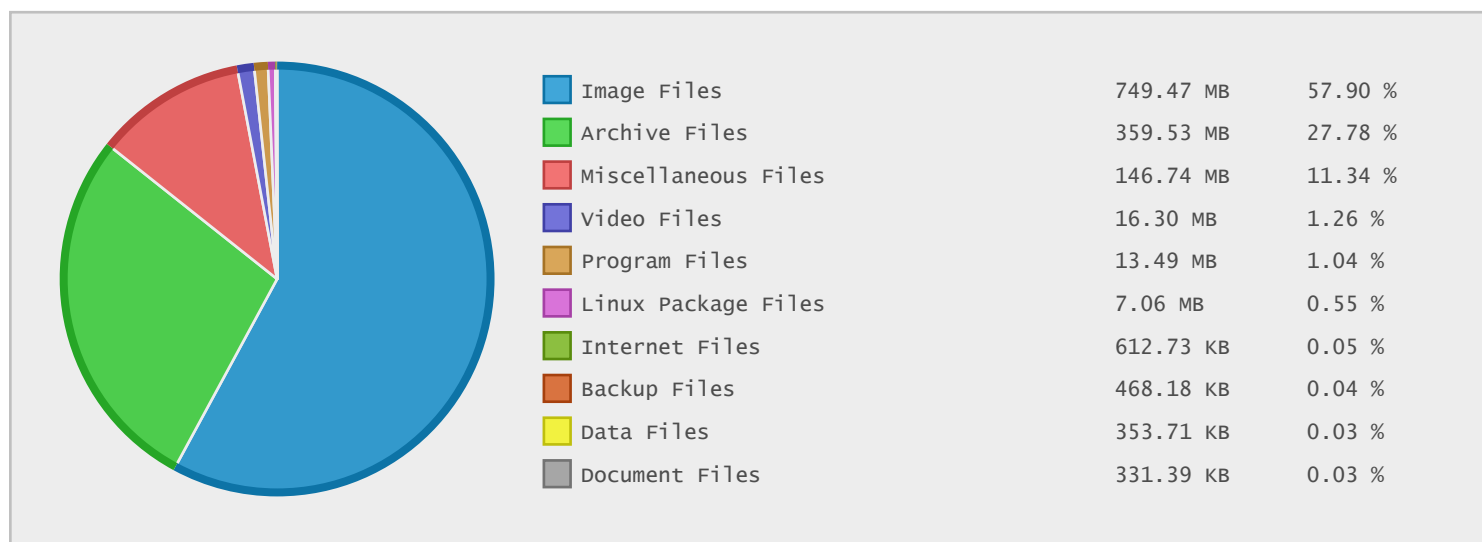 Image Files 749.47 MB 57.90 %
Archive Files 359.53 MB 27.78 %
Miscellaneous Files 146.74 MB 11.34 %
Video Files 16.30 MB 1.26 %
Program Files 13.49 MB 1.04 %
Linux Package Files 7.06 MB 0.55 %
Internet Files 612.73 KB 0.05 %
Backup Files 468.18 KB 0.04 %
Data Files 353.71 KB 0.03 %
Document Files 331.39 KB 0.03 %